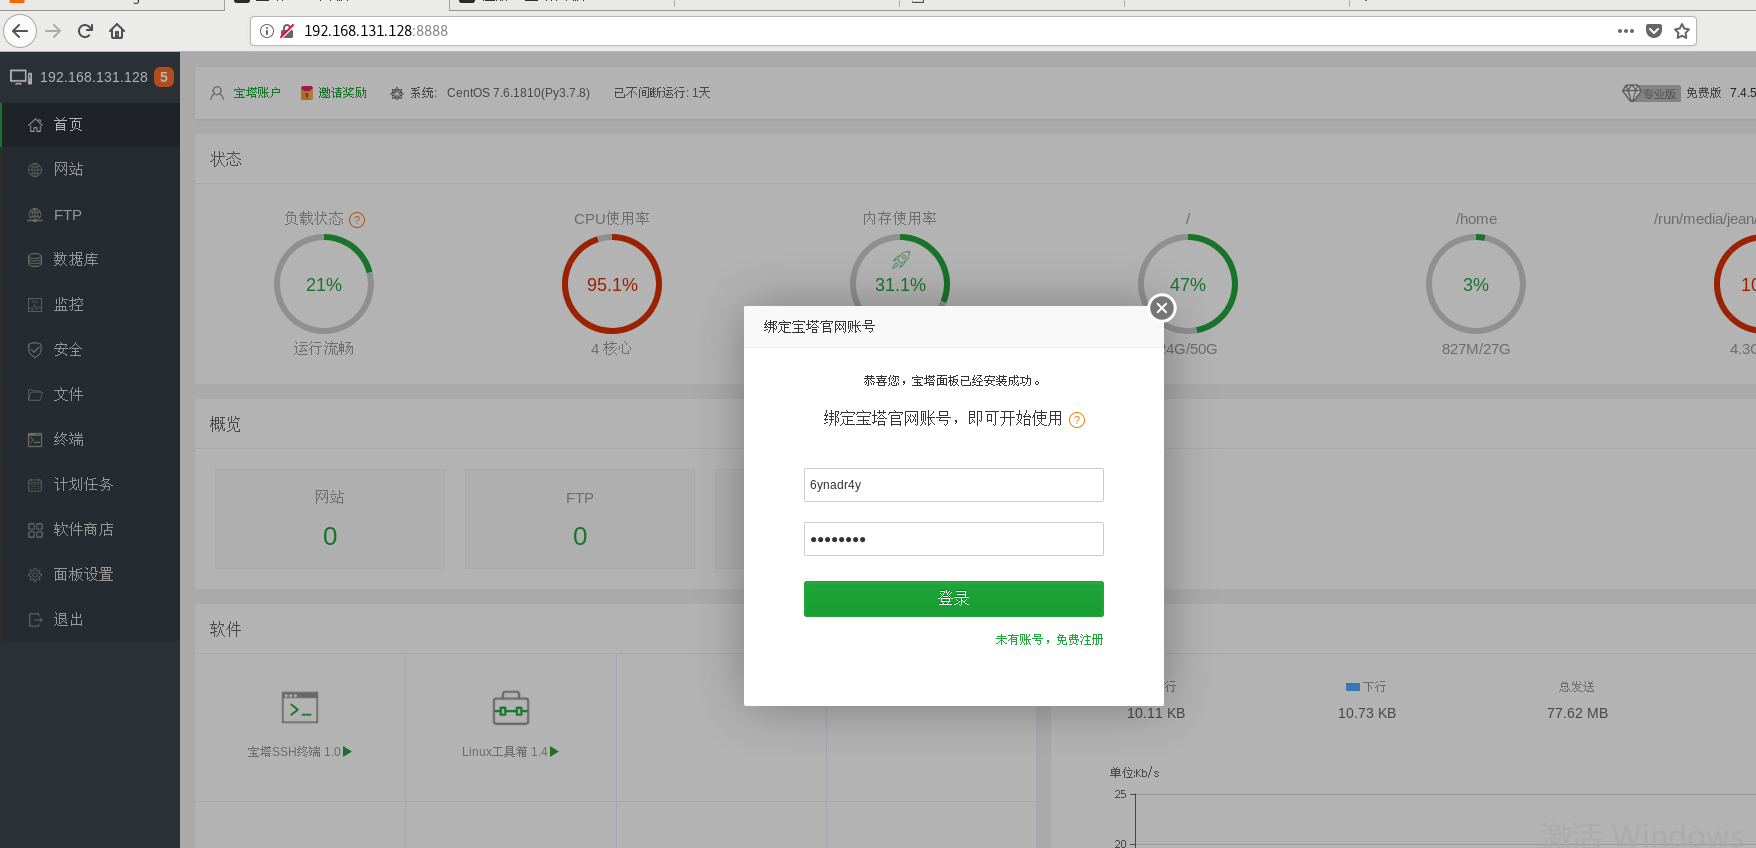 192.168.131.128:8888
192.168.131.128 5
宝塔账户 邀请奖励 系统: CentOS 7.6.1810(Py3.7.8) 已不间断运行: 1天
专业版 免费版 7.4.5
首页
网站
FTP
数据库
监控
安全
文件
终端
计划任务
软件商店
面板设置
退出
状态
负载状态 ? CPU使用率 内存使用率 / /home /run/media/jean/
21% 95.1% 31.1% 47% 3% 10
运行流畅 4 核心 24G/50G 827M/27G 4.3G
绑定宝塔官网账号
恭喜您，宝塔面板已经安装成功。
绑定宝塔官网账号，即可开始使用 ?
6ynadr4y
••••••••
登录
未有账号，免费注册
概览
网站 FTP
0 0
软件
宝塔SSH终端 1.0 Linux工具箱 1.4
行 下行 总发送
10.11 KB 10.73 KB 77.62 MB
单位:Kb/s
25
20
激活 Windows